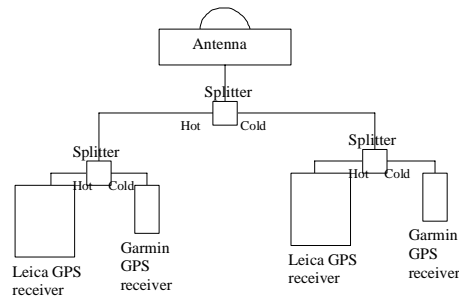 Antenna
Splitter
Hot Cold
Splitter
Hot Cold
Splitter
Hot Cold
Leica GPS
receiver
Garmin
GPS
receiver
Leica GPS
receiver
Garmin
GPS
receiver